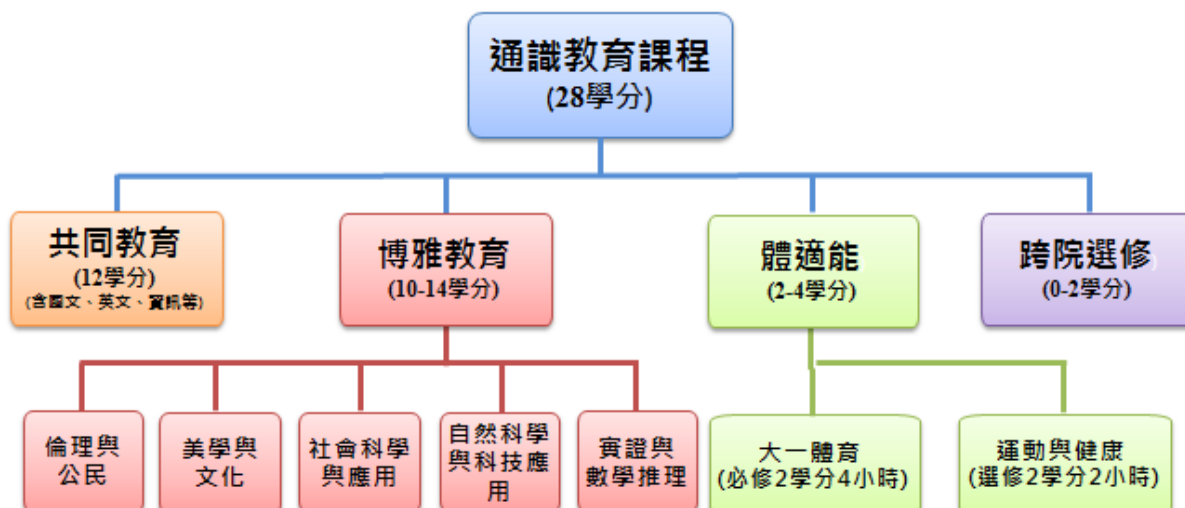 通識教育課程
(28學分)
共同教育
(12學分)
(含國文、英文、資訊等)
博雅教育
(10-14學分)
體適能
(2-4學分)
跨院選修)
(0-2學分)
倫理與
公民
美學與
文化
社會科學
與應用
自然科學
與科技應
用
實證與
數學推理
大一體育
(必修2學分4小時)
運動與健康
(選修2學分2小時)